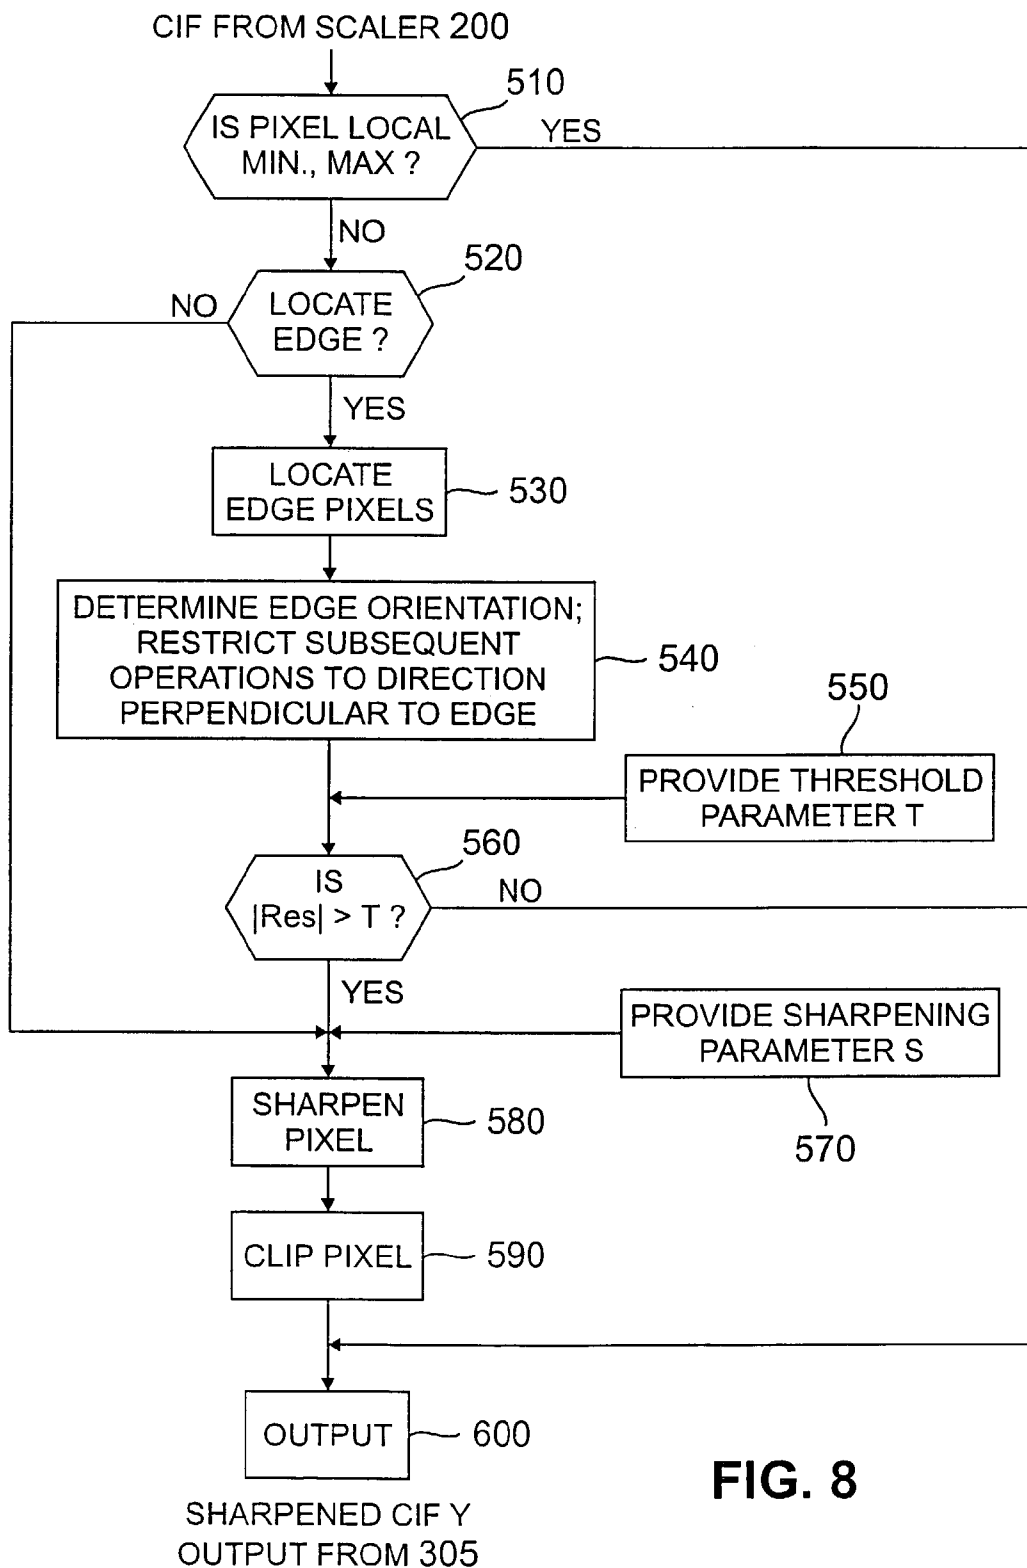 CIF FROM SCALER 200
510
IS PIXEL LOCAL
MIN., MAX ?
YES
NO
520
NO
LOCATE
EDGE ?
YES
LOCATE
EDGE PIXELS
530
DETERMINE EDGE ORIENTATION;
RESTRICT SUBSEQUENT
OPERATIONS TO DIRECTION
PERPENDICULAR TO EDGE
540
550
PROVIDE THRESHOLD
PARAMETER T
560
IS
|Res| > T ?
NO
YES
PROVIDE SHARPENING
PARAMETER S
570
SHARPEN
PIXEL
580
CLIP PIXEL
590
OUTPUT
600
SHARPENED CIF Y
OUTPUT FROM 305
FIG. 8